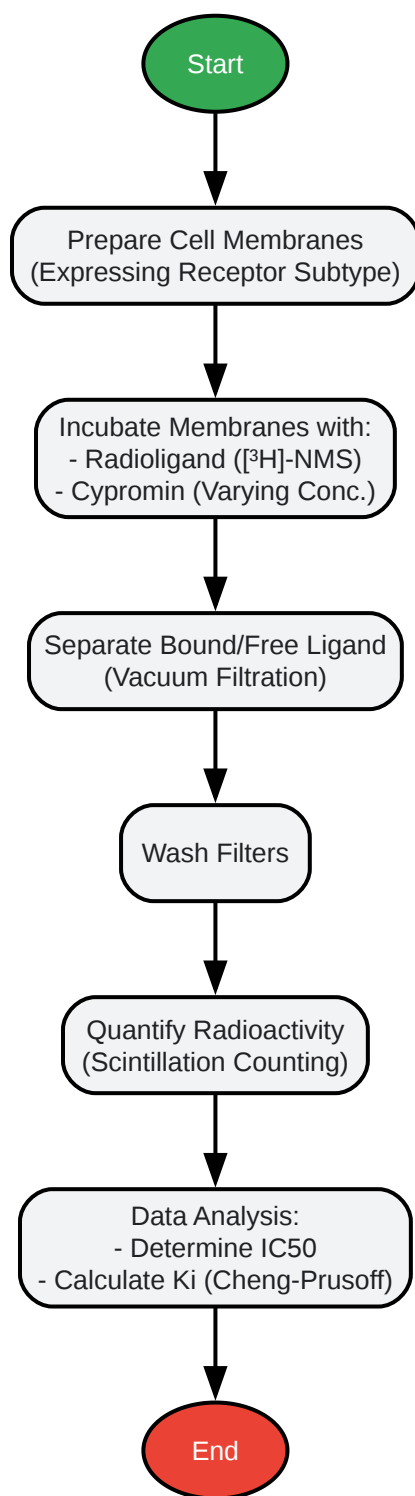 Start
Prepare Cell Membranes
(Expressing Receptor Subtype)
Incubate Membranes with:
- Radioligand ([³H]-NMS)
- Cypromin (Varying Conc.)
Separate Bound/Free Ligand
(Vacuum Filtration)
Wash Filters
Quantify Radioactivity
(Scintillation Counting)
Data Analysis:
- Determine IC50
- Calculate Ki (Cheng-Prusoff)
End